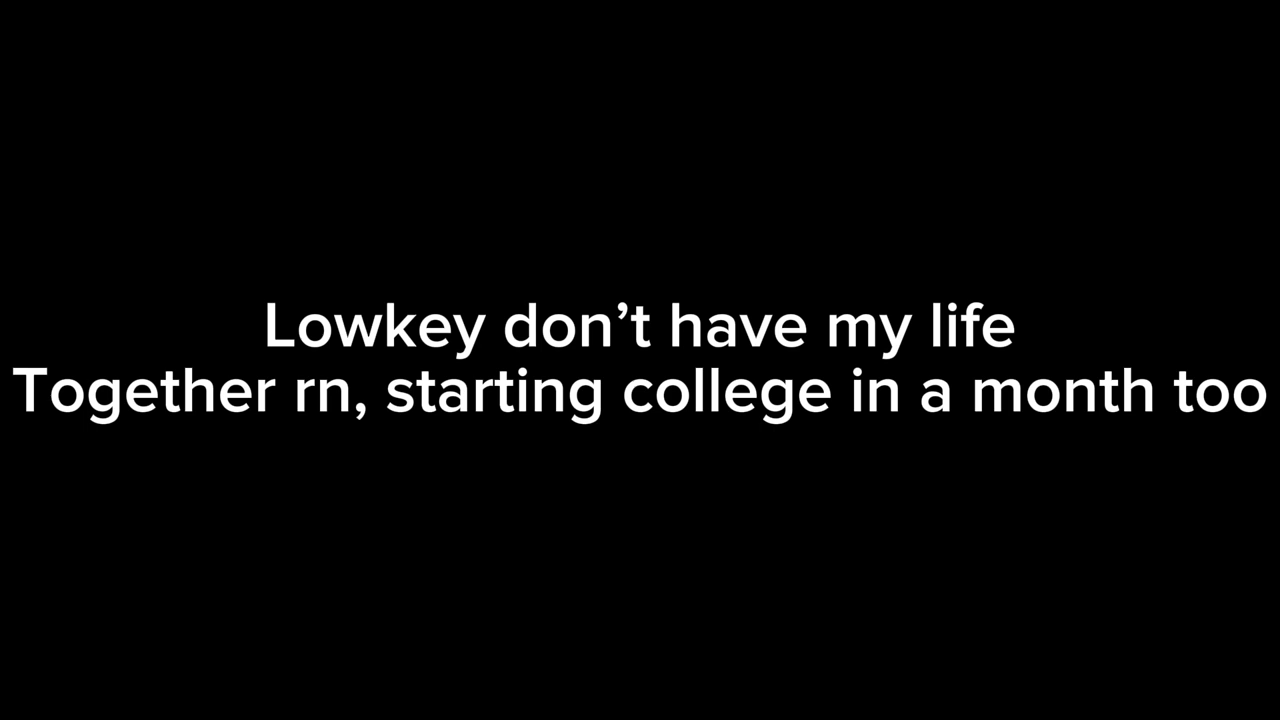 Lowkey don’t have my life
Together rn, starting college in a month too